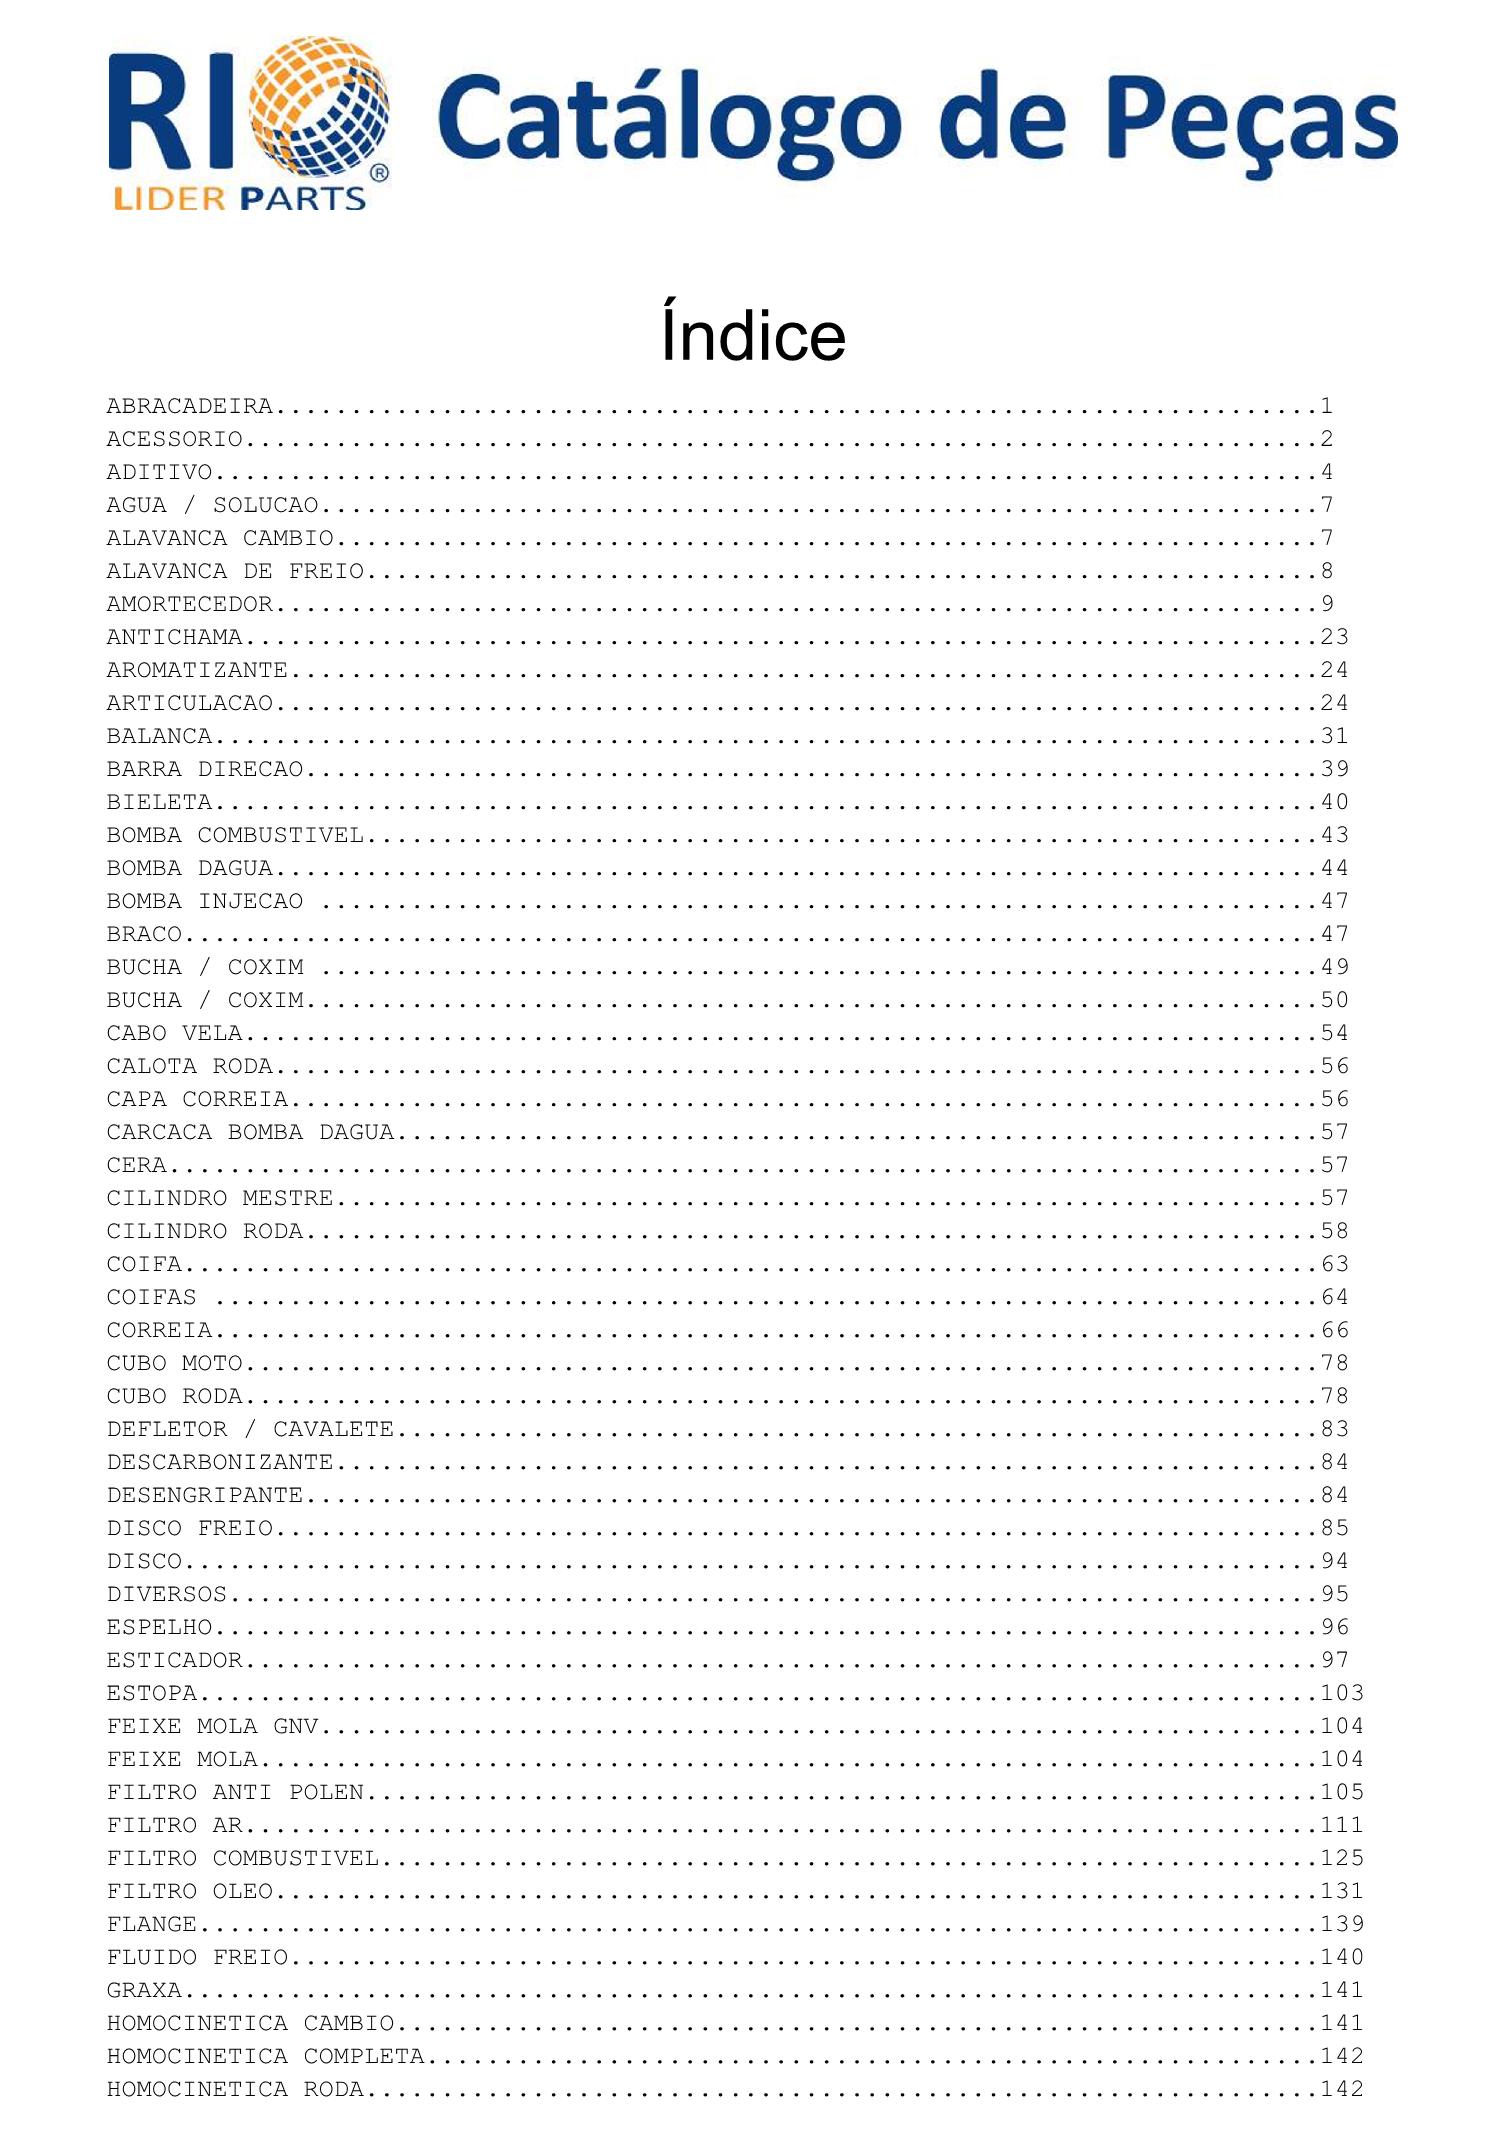 RIO® Catálogo de Peças
LIDER PARTS
Índice
ABRACADEIRA.....................................................................1
ACESSORIO.......................................................................2
ADITIVO.........................................................................4
AGUA / SOLUCAO..................................................................7
ALAVANCA CAMBIO.................................................................7
ALAVANCA DE FREIO...............................................................8
AMORTECEDOR.....................................................................9
ANTICHAMA.......................................................................23
AROMATIZANTE....................................................................24
ARTICULACAO.....................................................................24
BALANCA.........................................................................31
BARRA DIRECAO...................................................................39
BIELETA.........................................................................40
BOMBA COMBUSTIVEL...............................................................43
BOMBA DAGUA.....................................................................44
BOMBA INJECAO ..................................................................47
BRACO...........................................................................47
BUCHA / COXIM ..................................................................49
BUCHA / COXIM...................................................................50
CABO VELA.......................................................................54
CALOTA RODA.....................................................................56
CAPA CORREIA....................................................................56
CARCACA BOMBA DAGUA.............................................................57
CERA............................................................................57
CILINDRO MESTRE.................................................................57
CILINDRO RODA...................................................................58
COIFA...........................................................................63
COIFAS .........................................................................64
CORREIA.........................................................................66
CUBO MOTO.......................................................................78
CUBO RODA.......................................................................78
DEFLETOR / CAVALETE.............................................................83
DESCARBONIZANTE.................................................................84
DESENGRIPANTE...................................................................84
DISCO FREIO.....................................................................85
DISCO...........................................................................94
DIVERSOS........................................................................95
ESPELHO.........................................................................96
ESTICADOR.......................................................................97
ESTOPA..........................................................................103
FEIXE MOLA GNV..................................................................104
FEIXE MOLA......................................................................104
FILTRO ANTI POLEN...............................................................105
FILTRO AR.......................................................................111
FILTRO COMBUSTIVEL..............................................................125
FILTRO OLEO.....................................................................131
FLANGE..........................................................................139
FLUIDO FREIO....................................................................140
GRAXA...........................................................................141
HOMOCINETICA CAMBIO.............................................................141
HOMOCINETICA COMPLETA...........................................................142
HOMOCINETICA RODA...............................................................142